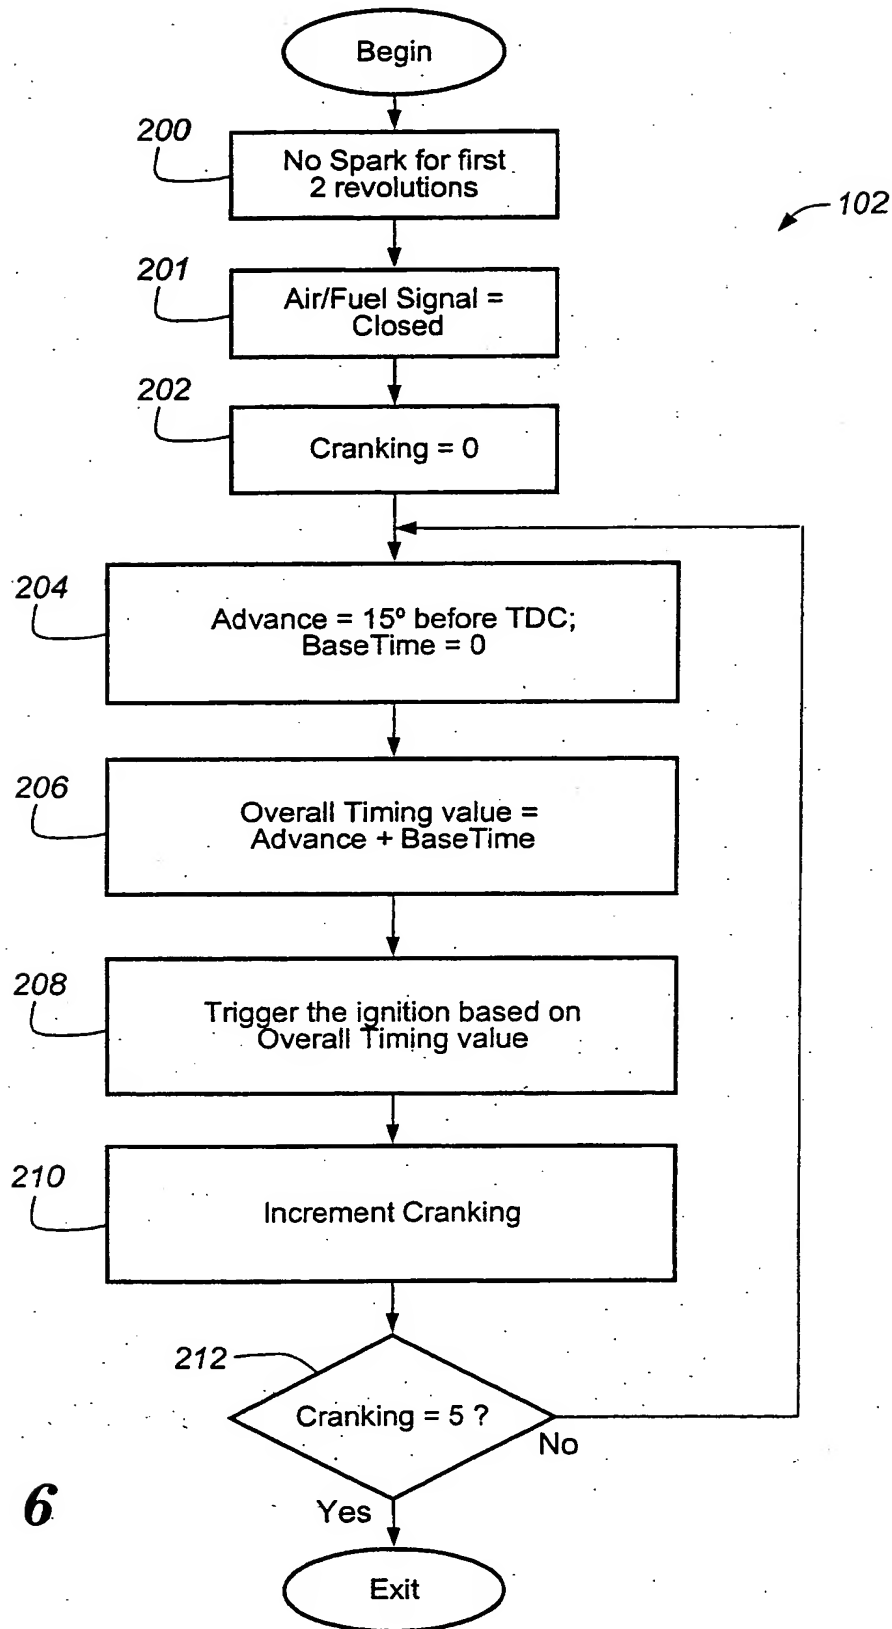 Begin
200
No Spark for first
2 revolutions
102
201
Air/Fuel Signal =
Closed
202
Cranking = 0
204
Advance = 15º before TDC;
BaseTime = 0
206
Overall Timing value =
Advance + BaseTime
208
Trigger the ignition based on
Overall Timing value
210
Increment Cranking
212
Cranking = 5 ?
No
6
Yes
Exit